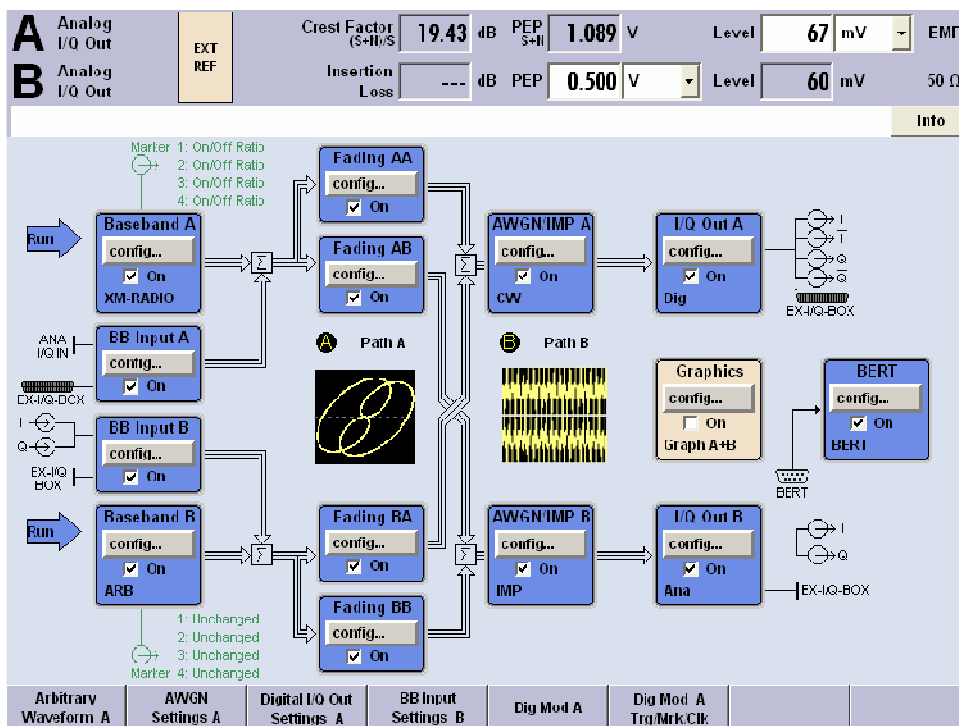 A Analog I/Q Out
EXT REF
Crest Factor (S+N)/S 19.43 dB PEP S+N 1.089 V Level 67 mV EMF
B Analog I/Q Out
Insertion Loss --- dB PEP 0.500 V Level 60 mV 50 Ω
Info
Marker 1: On/Off Ratio
2: On/Off Ratio
3: On/Off Ratio
4: On/Off Ratio
Fading AA
config...
On
Run
Baseband A
config...
On
XM-RADIO
Σ
Fading AB
config...
On
Σ
AWGN/IMP A
config...
On
CW
I/Q Out A
config...
On
Dig
I
I
Q
Q
EX-I/Q-BOX
ANA I/Q IN
BB Input A
config...
On
A Path A
B Path B
I
Q
EX-I/Q BOX
BB Input B
config...
On
Graphics
config...
On
Graph A+B
BERT
config...
On
BERT
BERT
Run
Baseband B
config...
On
ARB
Σ
Fading BA
config...
On
Σ
AWGN/IMP B
config...
On
IMP
I/Q Out B
config...
On
Ana
I
Q
EX-I/Q-BOX
Fading BB
config...
On
1: Unchanged
2: Unchanged
3: Unchanged
Marker 4: Unchanged
Arbitrary Waveform A
AWGN Settings A
Digital I/Q Out Settings A
BB Input Settings B
Dig Mod A
Dig Mod A Trg/Mrk/Clk